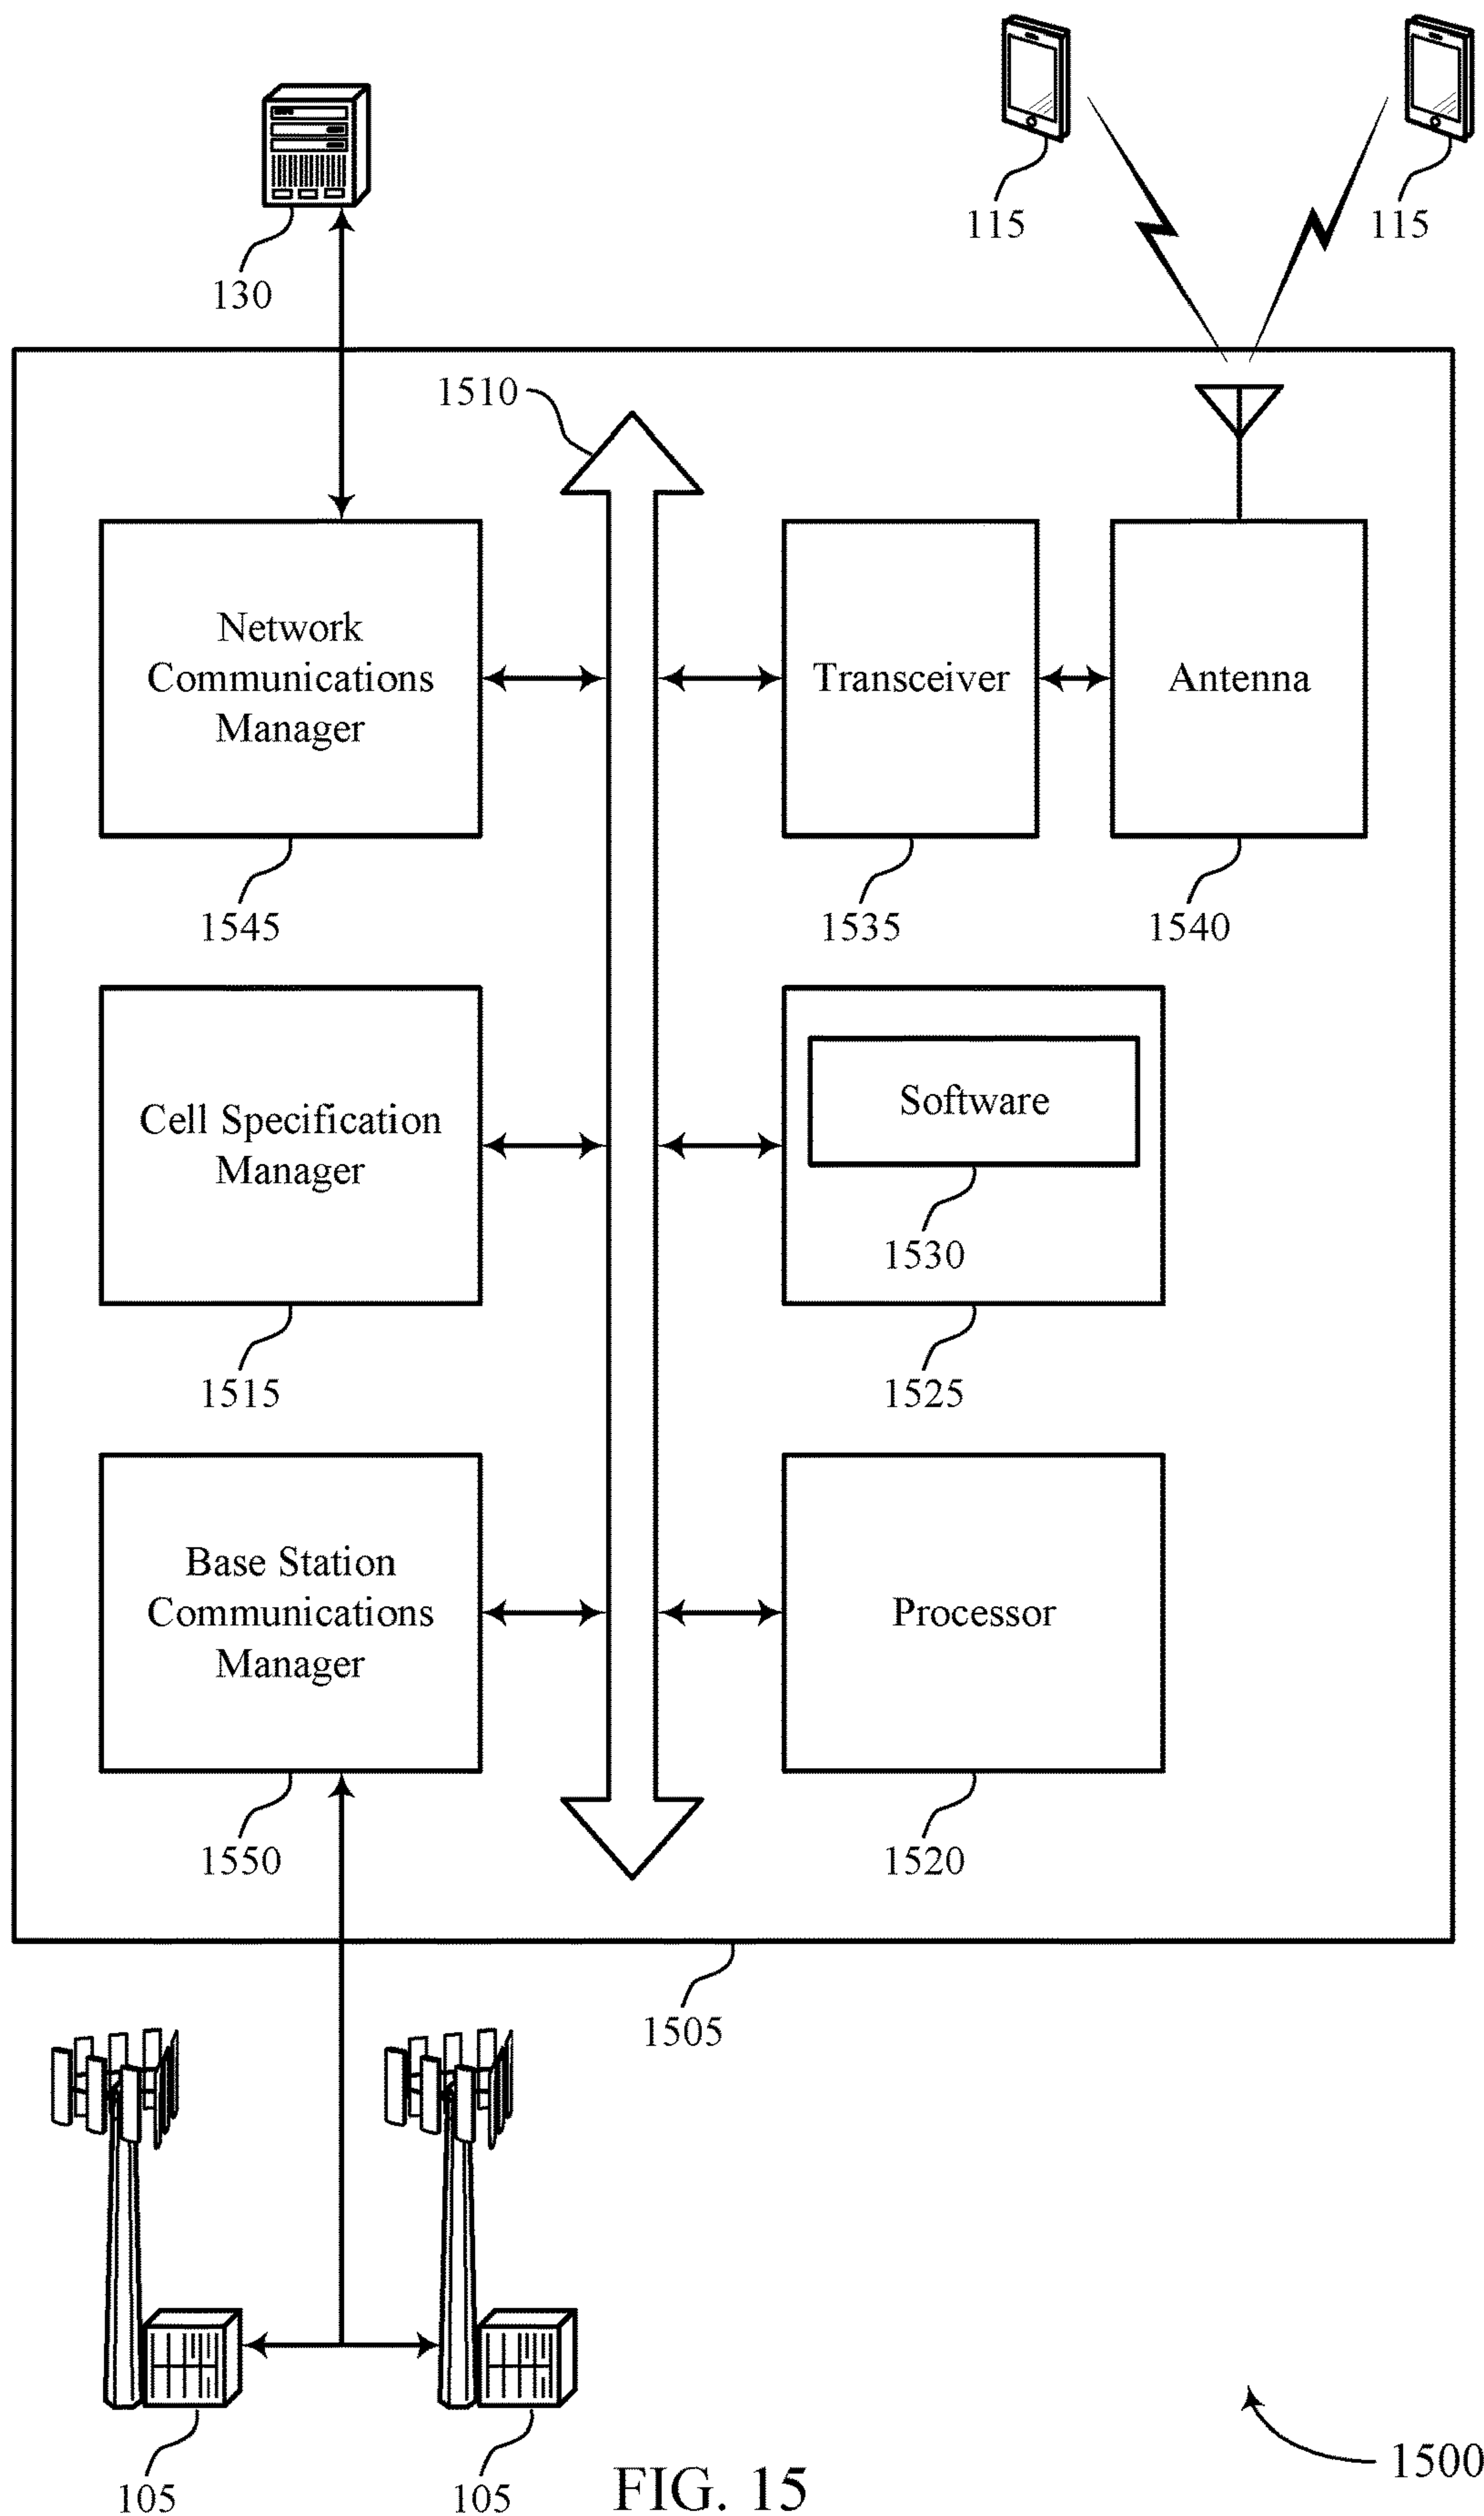 115
115
130
1510
Network
Communications
Manager
Transceiver
Antenna
1545
1535
1540
Cell Specification
Manager
Software
1530
1515
1525
Base Station
Communications
Manager
Processor
1550
1520
1505
105
105
FIG. 15
1500